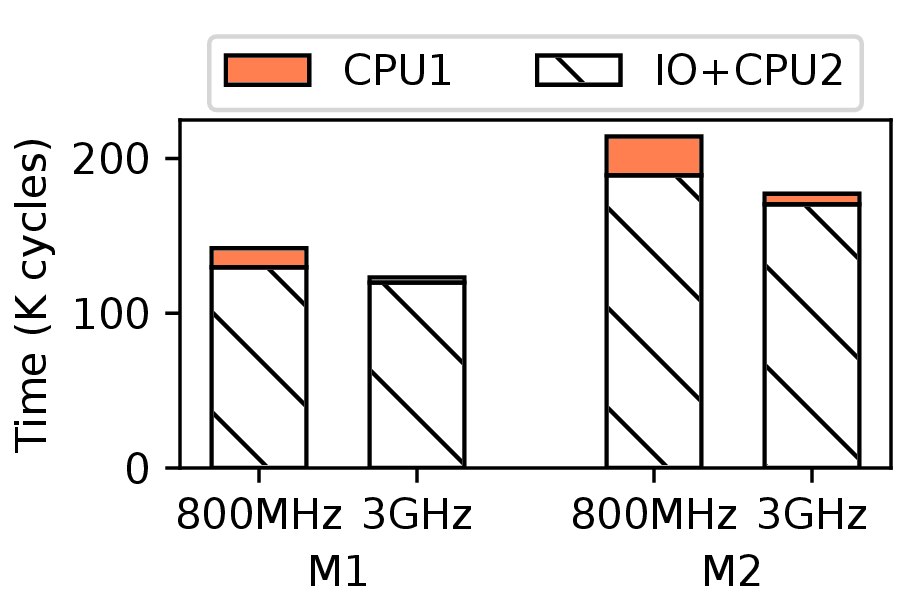 CPU1 IO+CPU2
Time (K cycles)
200
100
0
800MHz 3GHz 800MHz 3GHz
M1 M2